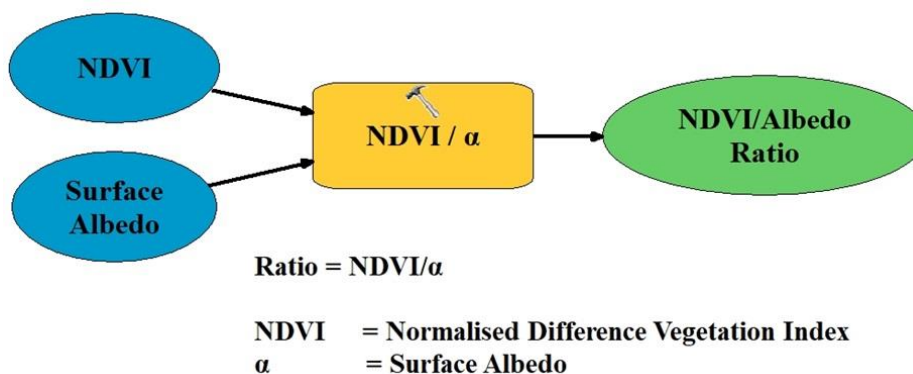 NDVI
Surface
Albedo
NDVI / α
NDVI/Albedo
Ratio
Ratio = NDVI/α
NDVI = Normalised Difference Vegetation Index
α = Surface Albedo